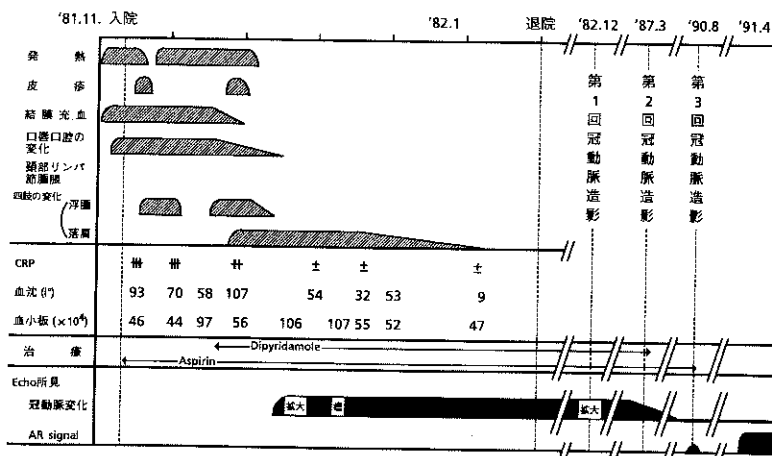 '81.11. 入院 '82.1 退院 '82.12 '87.3 '90.8 '91.4
発熱
皮疹
結膜充血
口唇口腔の
変化
頸部リンパ
節腫脹
四肢の変化
浮腫
落屑
第1回冠動脈造影
第2回冠動脈造影
第3回冠動脈造影
CRP ⧻ ⧻ ⧺ ± ± ±
血沈 (1°) 93 70 58 107 54 32 53 9
血小板 (×10⁴) 46 44 97 56 106 107 55 52 47
治療 Dipyridamole
Aspirin
Echo所見
冠動脈変化 拡大 拡大
AR signal